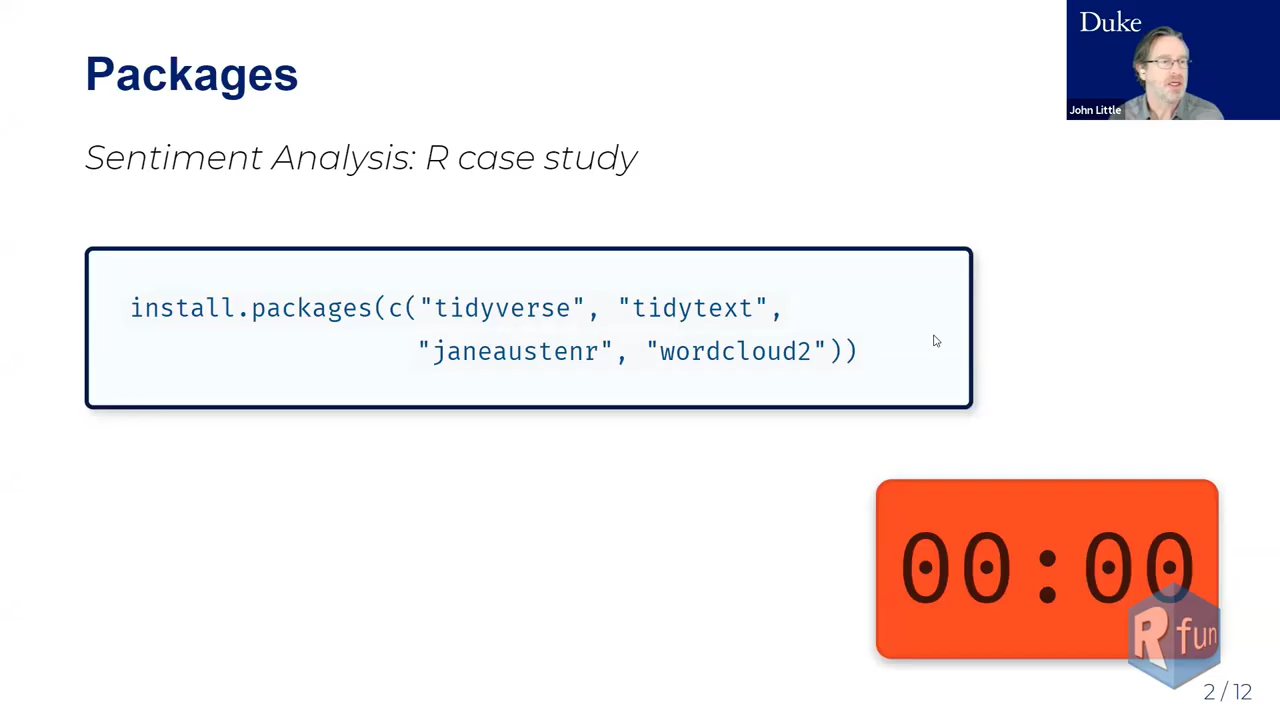 Packages
Duke
John Little
Sentiment Analysis: R case study
install.packages(c("tidyverse", "tidytext",
"janeaustenr", "wordcloud2"))
00:00
R fun
2 / 12